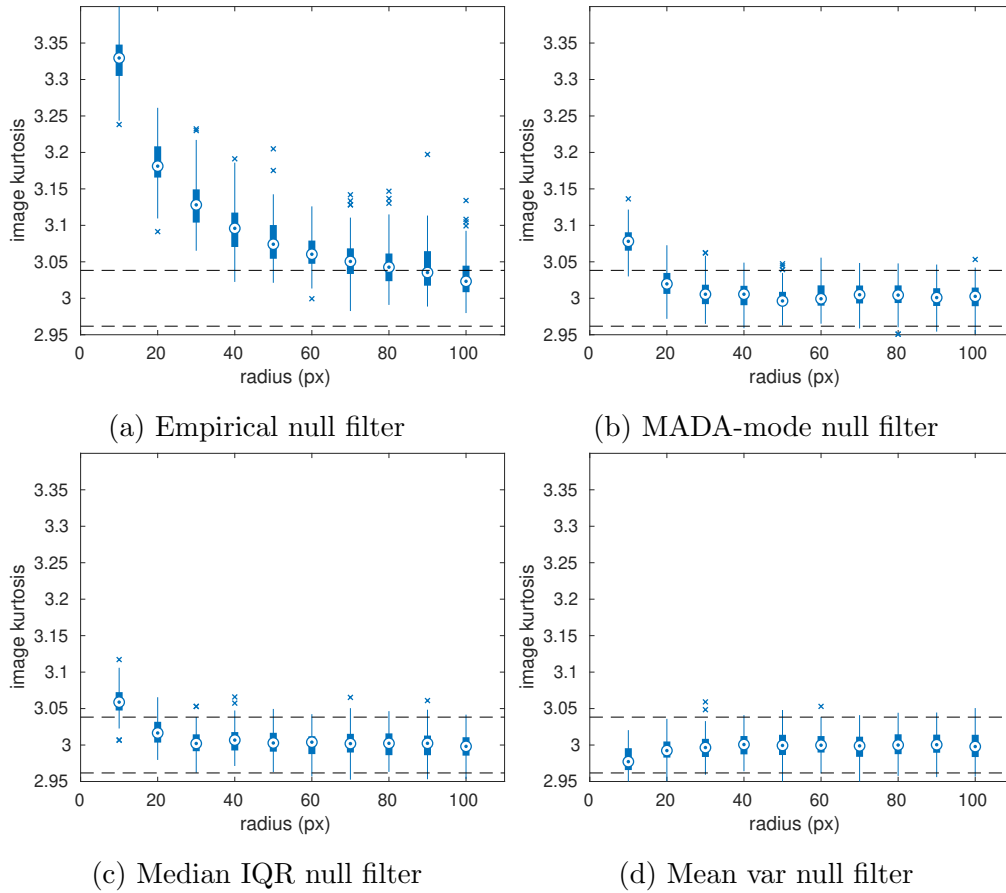 3.35
3.3
3.25
3.2
3.15
3.1
3.05
3
2.95
image kurtosis
0 20 40 60 80 100
radius (px)
(a) Empirical null filter
3.35
3.3
3.25
3.2
3.15
3.1
3.05
3
2.95
image kurtosis
0 20 40 60 80 100
radius (px)
(b) MADA-mode null filter
3.35
3.3
3.25
3.2
3.15
3.1
3.05
3
2.95
image kurtosis
0 20 40 60 80 100
radius (px)
(c) Median IQR null filter
3.35
3.3
3.25
3.2
3.15
3.1
3.05
3
2.95
image kurtosis
0 20 40 60 80 100
radius (px)
(d) Mean var null filter